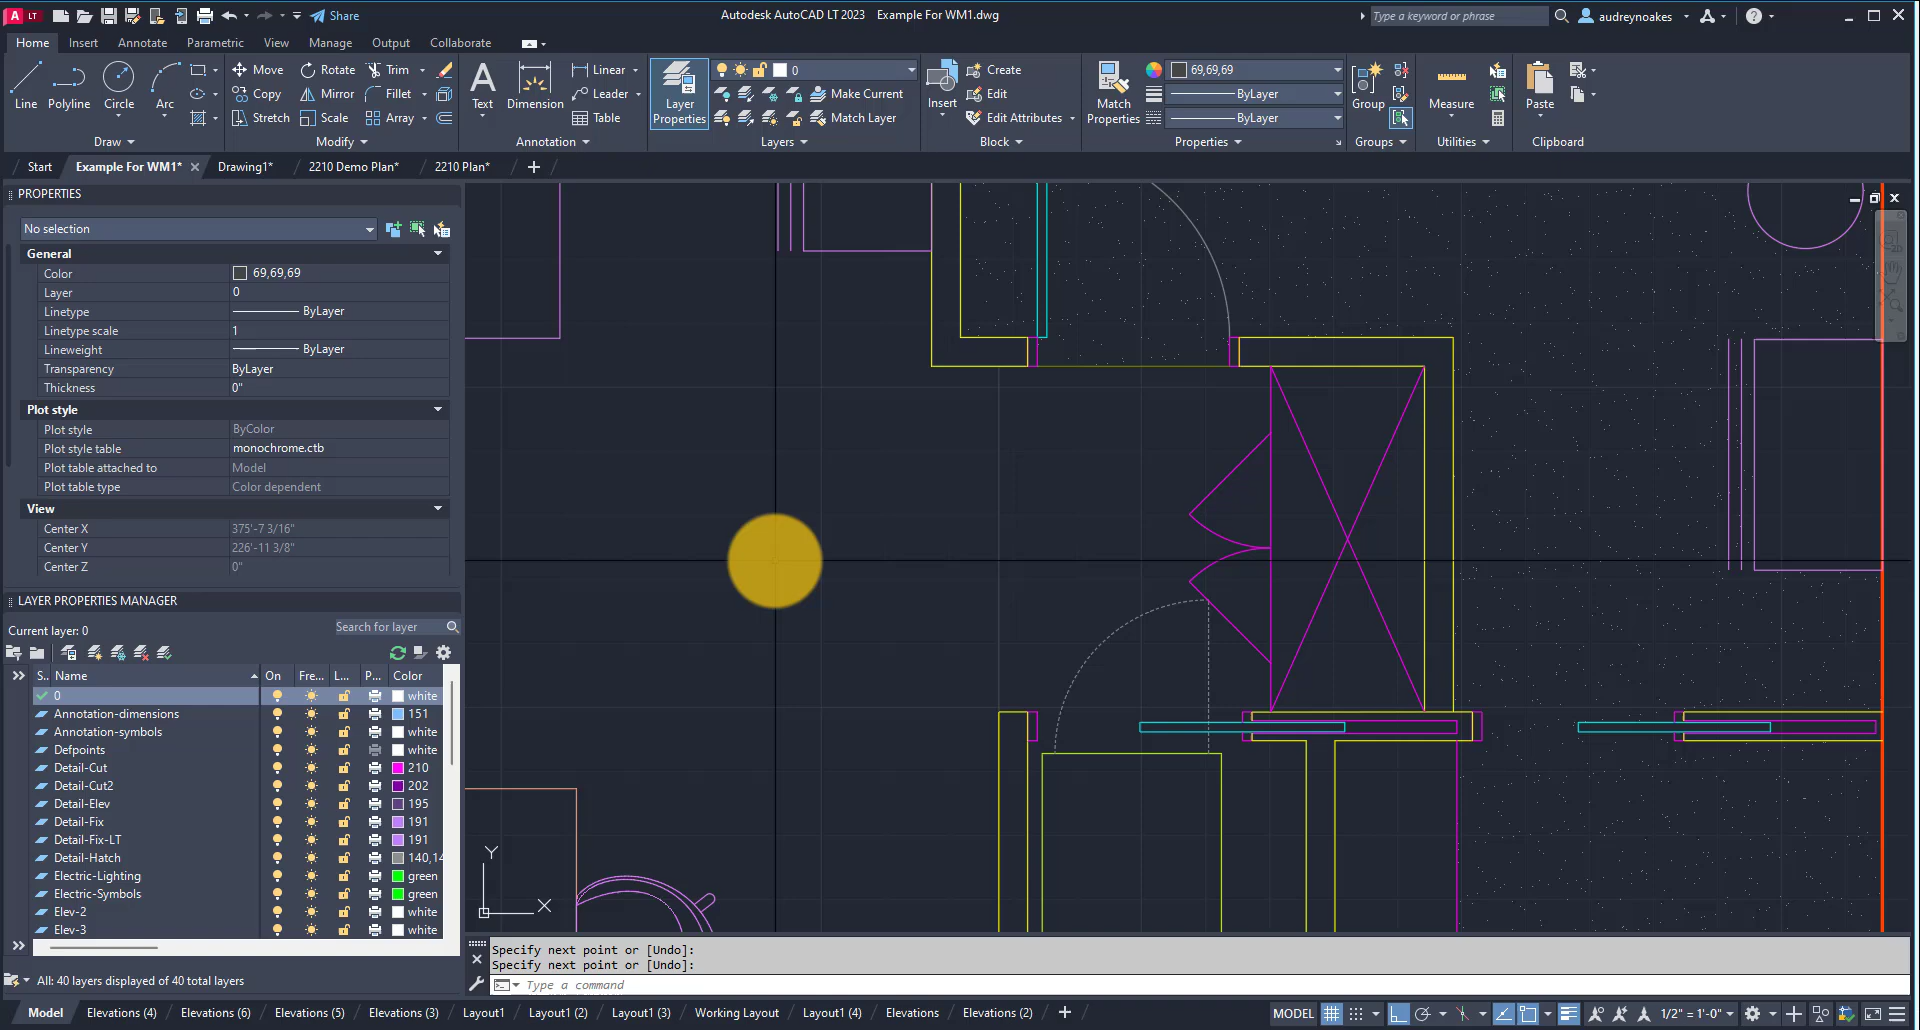 A LT Share Autodesk AutoCAD LT 2023 Example For WM1.dwg Type a keyword or phrase audreynoakes
Home Insert Annotate Parametric View Manage Output Collaborate
Line Polyline Circle Arc
Move Rotate Trim
Copy Mirror Fillet
Stretch Scale Array
Text Dimension
Linear
Leader
Table
Layer Properties
0
Make Current
Match Layer
Insert
Create
Edit
Edit Attributes
Match Properties
69,69,69
ByLayer
ByLayer
Group Measure Paste
Draw Modify Annotation Layers Block Properties Groups Utilities Clipboard
Start Example For WM1* Drawing1* 2210 Demo Plan* 2210 Plan*
PROPERTIES
No selection
General
Color 69,69,69
Layer 0
Linetype ByLayer
Linetype scale 1
Lineweight ByLayer
Transparency ByLayer
Thickness 0"
Plot style
Plot style ByColor
Plot style table monochrome.ctb
Plot table attached to Model
Plot table type Color dependent
View
Center X 375'-7 3/16"
Center Y 226'-11 3/8"
Center Z 0"
LAYER PROPERTIES MANAGER
Current layer: 0 Search for layer
S.. Name On Fre... L... P... Color
0 white
Annotation-dimensions 151
Annotation-symbols white
Defpoints white
Detail-Cut 210
Detail-Cut2 202
Detail-Elev 195
Detail-Fix 191
Detail-Fix-LT 191
Detail-Hatch 140,14
Electric-Lighting green
Electric-Symbols green
Elev-2 white
Elev-3 white
All: 40 layers displayed of 40 total layers
Y
X
Specify next point or [Undo]:
Specify next point or [Undo]:
Type a command
Model Elevations (4) Elevations (6) Elevations (5) Elevations (3) Layout1 Layout1 (2) Layout1 (3) Working Layout Layout1 (4) Elevations Elevations (2) MODEL 1/2" = 1'-0"